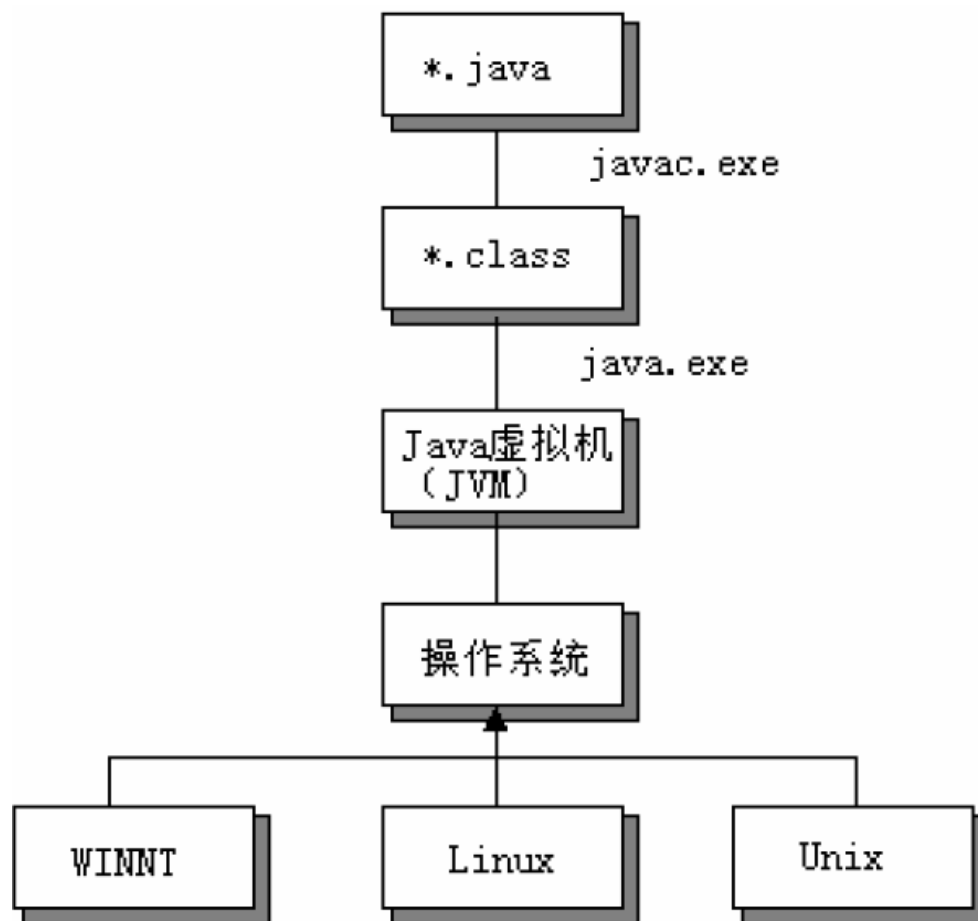 *.java
javac.exe
*.class
java.exe
Java虚拟机
（JVM）
操作系统
WINNT
Linux
Unix